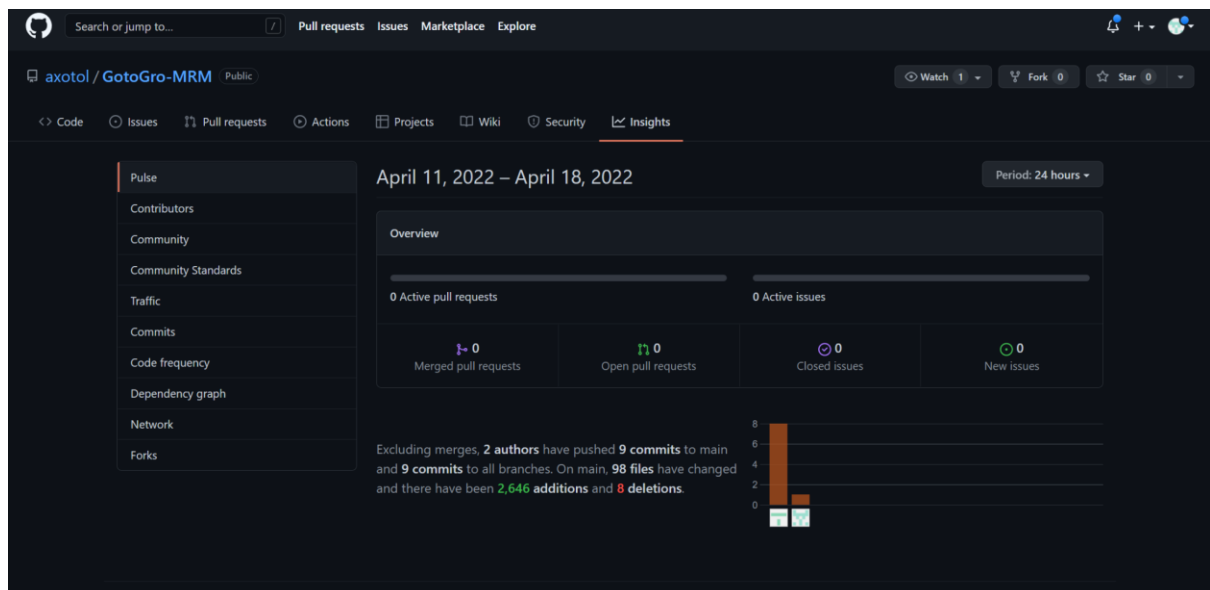 Search or jump to... / Pull requests Issues Marketplace Explore
axotol / GotoGro-MRM Public Watch 1 Fork 0 Star 0
Code Issues Pull requests Actions Projects Wiki Security Insights
Pulse
Contributors
Community
Community Standards
Traffic
Commits
Code frequency
Dependency graph
Network
Forks
April 11, 2022 – April 18, 2022 Period: 24 hours
Overview
0 Active pull requests 0 Active issues
0 0 0 0
Merged pull requests Open pull requests Closed issues New issues
Excluding merges, 2 authors have pushed 9 commits to main
and 9 commits to all branches. On main, 98 files have changed
and there have been 2,646 additions and 8 deletions.
8
6
4
2
0